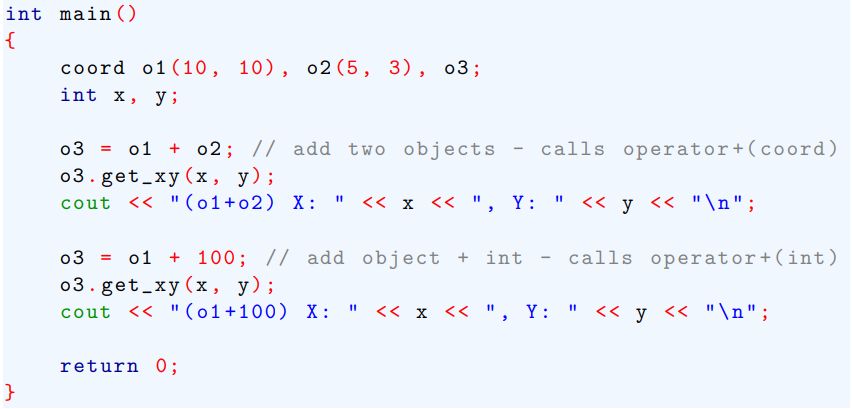 int main()
{
    coord o1(10, 10), o2(5, 3), o3;
    int x, y;

    o3 = o1 + o2; // add two objects - calls operator+(coord)
    o3.get_xy(x, y);
    cout << "(o1+o2) X: " << x << ", Y: " << y << "\n";

    o3 = o1 + 100; // add object + int - calls operator+(int)
    o3.get_xy(x, y);
    cout << "(o1+100) X: " << x << ", Y: " << y << "\n";

    return 0;
}